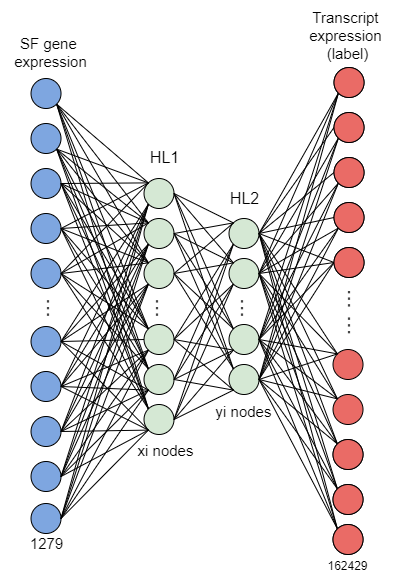 SF gene
expression
Transcript
expression
(label)
HL1
HL2
xi nodes
yi nodes
1279
162429